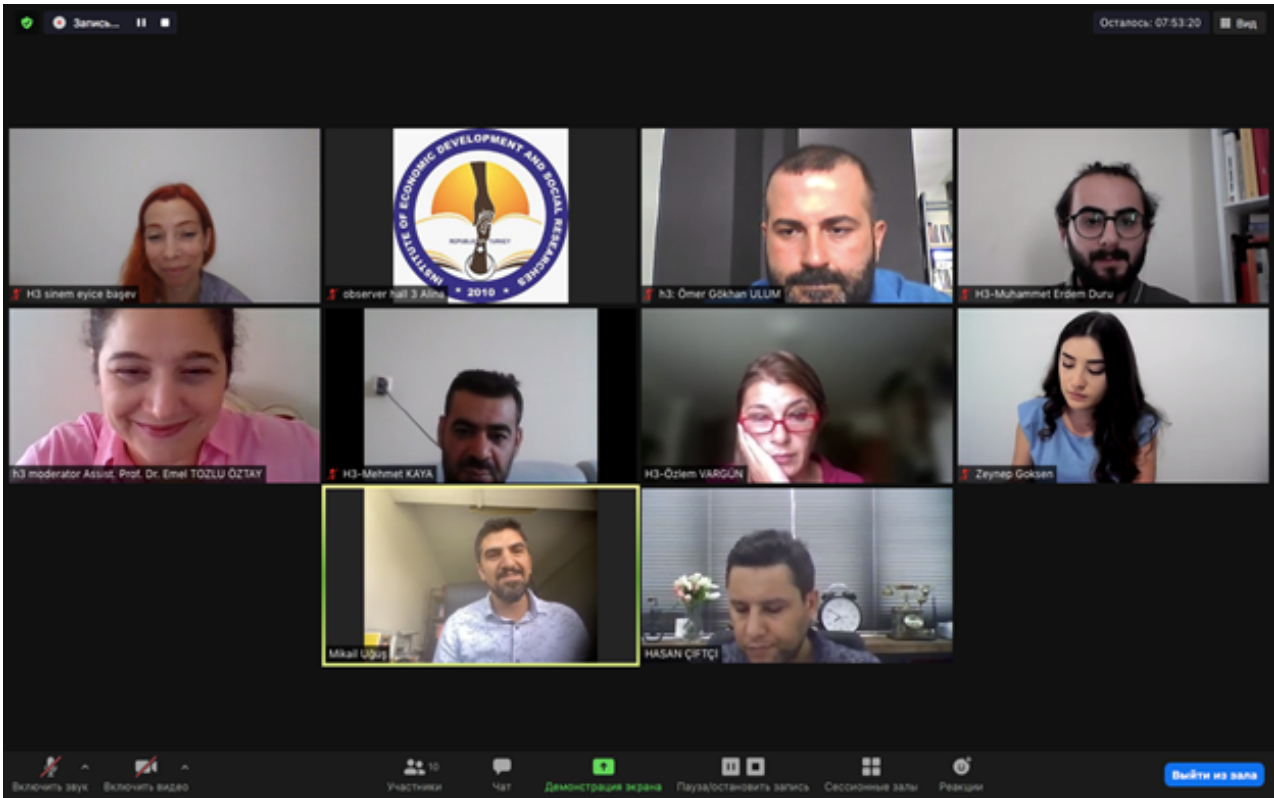 Запись...
Осталось: 07:53:20
Вид
INSTITUTE OF ECONOMIC DEVELOPMENT AND SOCIAL RESEARCHES
REPUBLIC TURKEY
* 2010 *
H3 sinem eyice başev
observer hall 3 Alina
h3: Ömer Gökhan ULUM
H3-Muhammet Erdem Duru
h3 moderator Assist. Prof. Dr. Emel TOZLU ÖZTAY
H3-Mehmet KAYA
H3-Özlem VARGÜN
Zeynep Goksen
Mikail Uğuş
HASAN ÇİFTÇİ
10
Включить звук
Включить видео
Участники
Чат
Демонстрация экрана
Пауза/остановить запись
Сессионные залы
Реакции
Выйти из зала